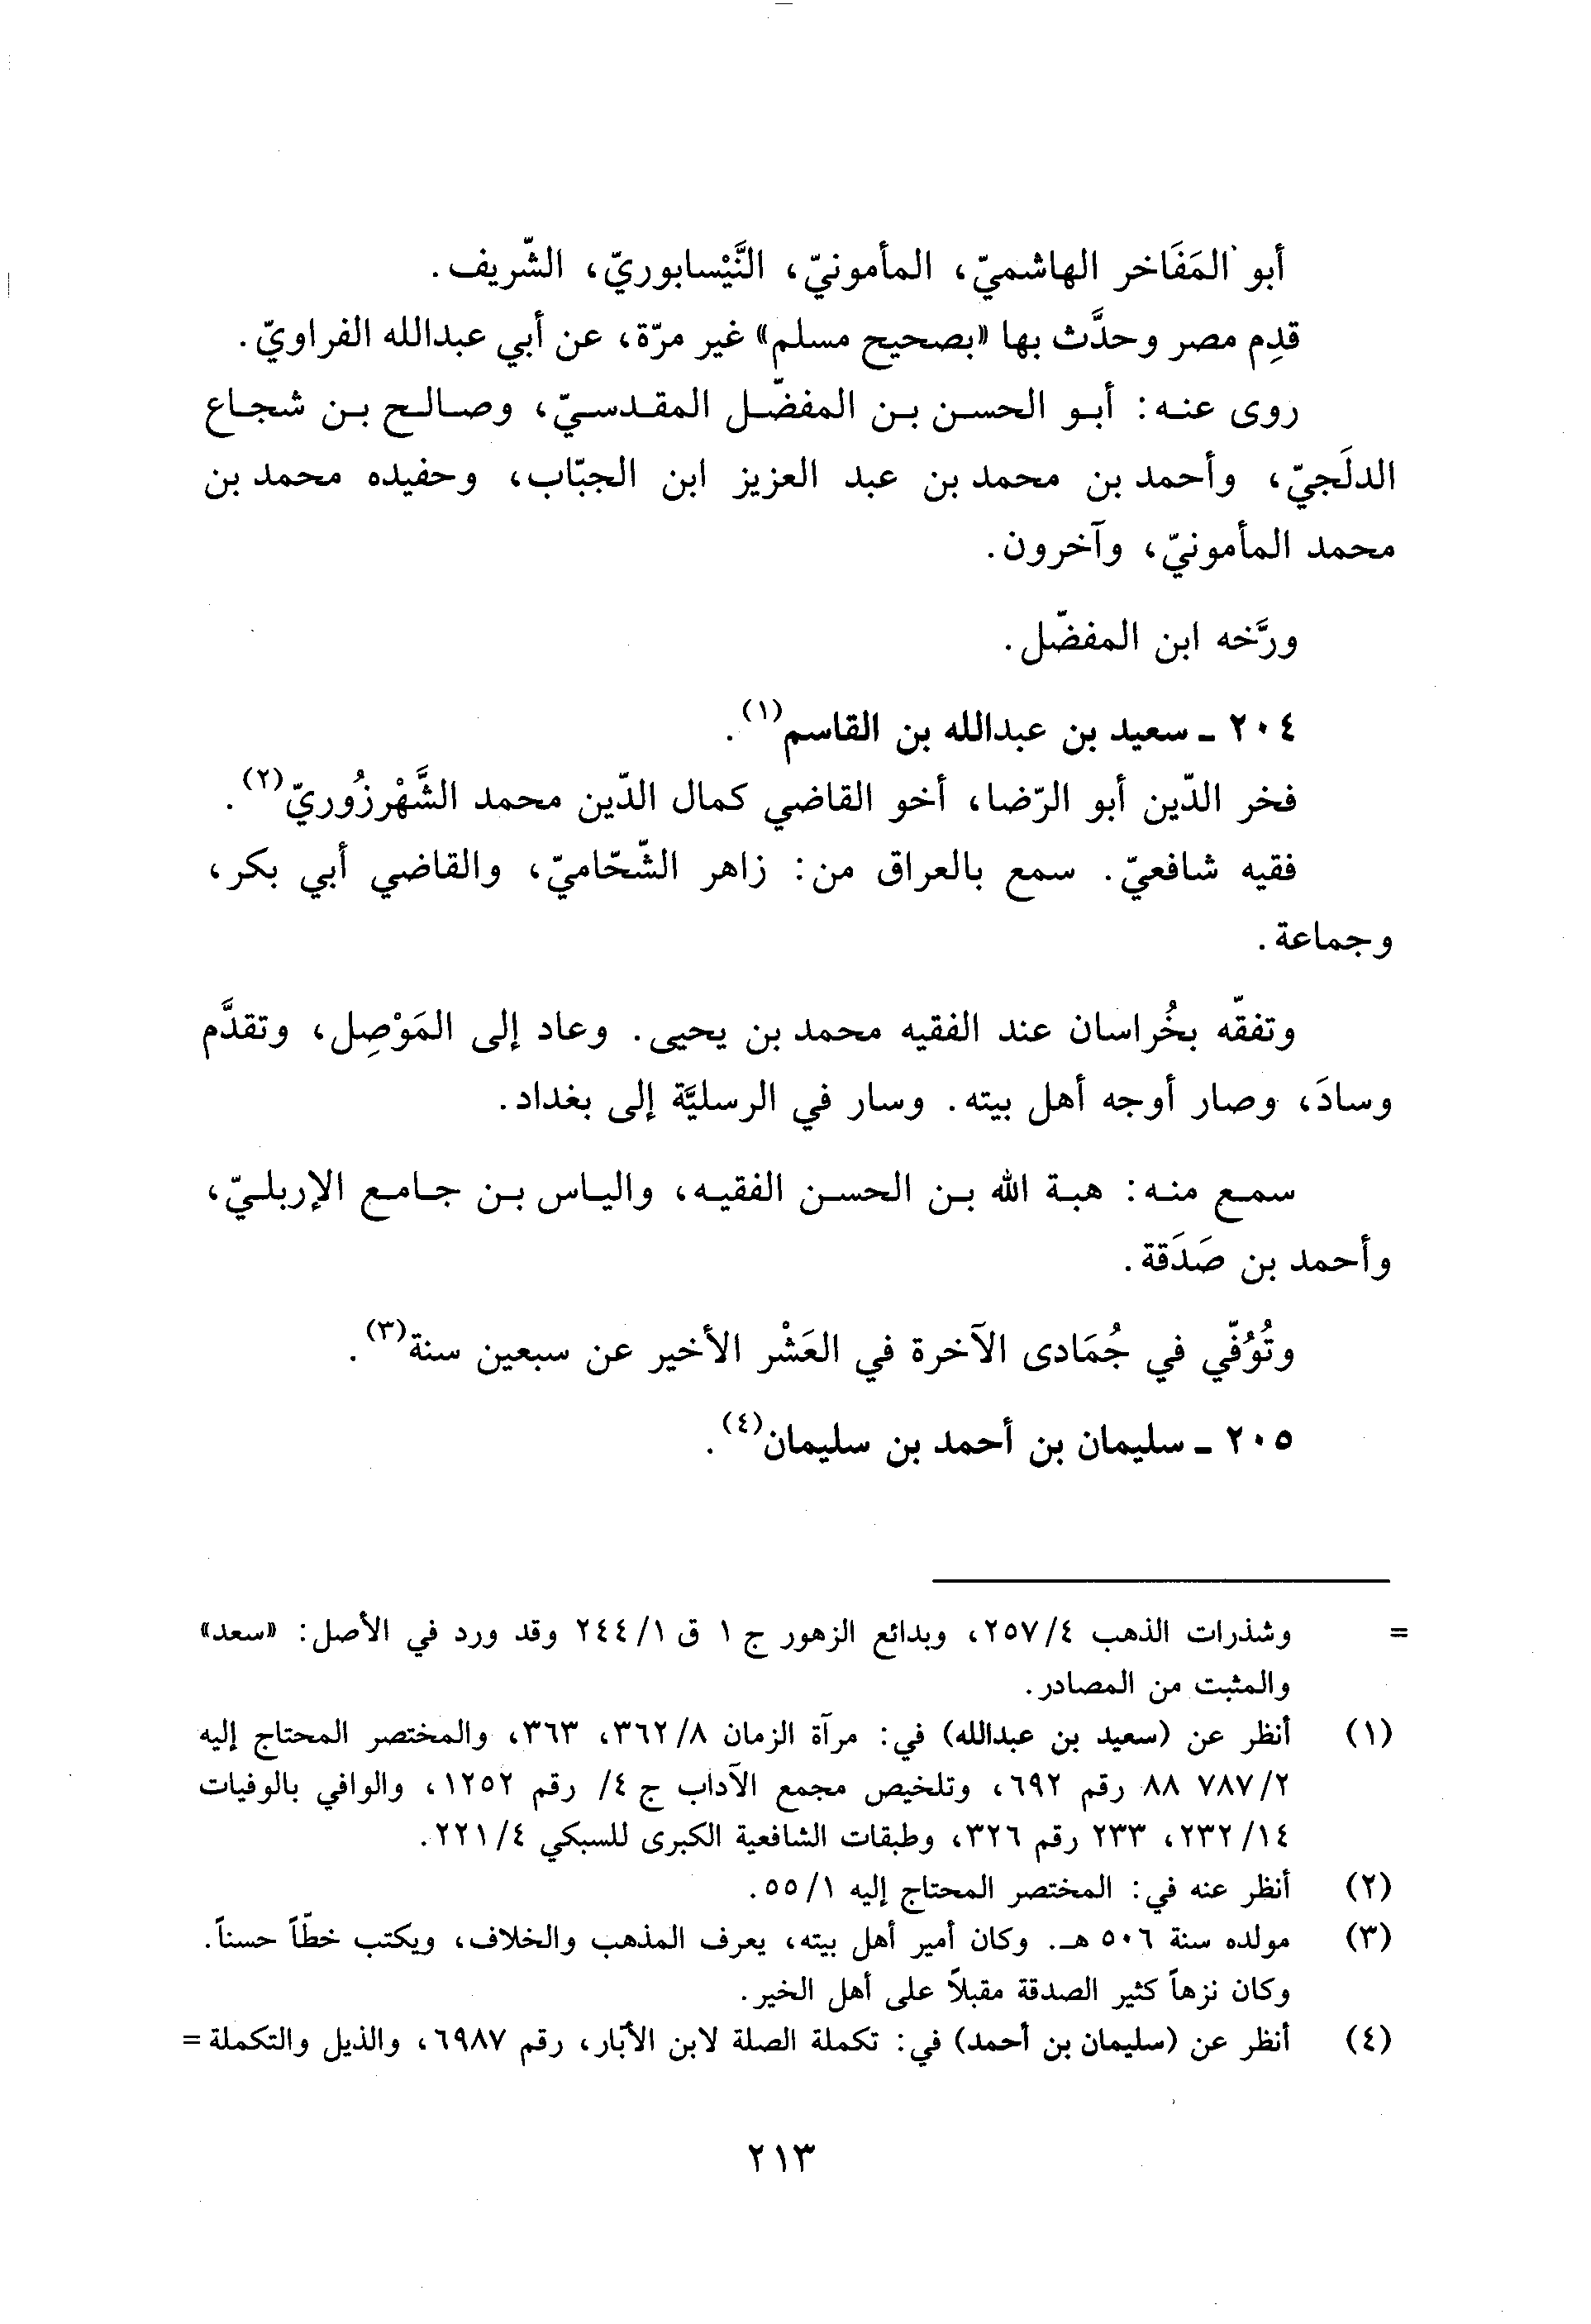 أبو المَفَاخر الهاشميّ، المأمونيّ، النَّيْسابوريّ، الشّريف.
قدِم مصر وحدَّث بها «بصحيح مسلم» غير مرّة، عن أبي عبدالله الفراويّ.
روى عنه: أبو الحسن بن المفضّل المقدسيّ، وصالح بن شجاع
الدلَجيّ، وأحمد بن محمد بن عبد العزيز ابن الجبّاب، وحفيده محمد بن
محمد المأمونيّ، وآخرون.
ورَّخه ابن المفضّل.
٢٠٤ - سعيد بن عبدالله بن القاسم(١).
فخر الدّين أبو الرّضا، أخو القاضي كمال الدّين محمد الشَّهْرزُوريّ(٢).
فقيه شافعيّ. سمع بالعراق من: زاهر الشّحّاميّ، والقاضي أبي بكر،
وجماعة.
وتفقّه بخُراسان عند الفقيه محمد بن يحيى. وعاد إلى المَوْصِل، وتقدَّم
وسادَ، وصار أوجه أهل بيته. وسار في الرسليَّة إلى بغداد.
سمع منه: هبة الله بن الحسن الفقيه، والياس بن جامع الإربليّ،
وأحمد بن صَدَقة.
وتُوُفّي في جُمَادى الآخرة في العَشْر الأخير عن سبعين سنة(٣).
٢٠٥ - سليمان بن أحمد بن سليمان(٤).
= وشذرات الذهب ٤/ ٢٥٧، وبدائع الزهور ج ١ ق ١/ ٢٤٤ وقد ورد في الأصل: «سعد»
والمثبت من المصادر.
(١) أنظر عن (سعيد بن عبدالله) في: مرآة الزمان ٨/ ٣٦٢، ٣٦٣، والمختصر المحتاج إليه
٢/ ٧٨٧ ٨٨ رقم ٦٩٢، وتلخيص مجمع الآداب ج ٤/ رقم ١٢٥٢، والوافي بالوفيات
١٤/ ٢٣٢، ٢٣٣ رقم ٣٢٦، وطبقات الشافعية الكبرى للسبكي ٤/ ٢٢١.
(٢) أنظر عنه في: المختصر المحتاج إليه ١/ ٥٥.
(٣) مولده سنة ٥٠٦ هـ. وكان أمير أهل بيته، يعرف المذهب والخلاف، ويكتب خطّاً حسناً.
وكان نزهاً كثير الصدقة مقبلاً على أهل الخير.
(٤) أنظر عن (سليمان بن أحمد) في: تكملة الصلة لابن الأبّار، رقم ٦٩٨٧، والذيل والتكملة =
٢١٣